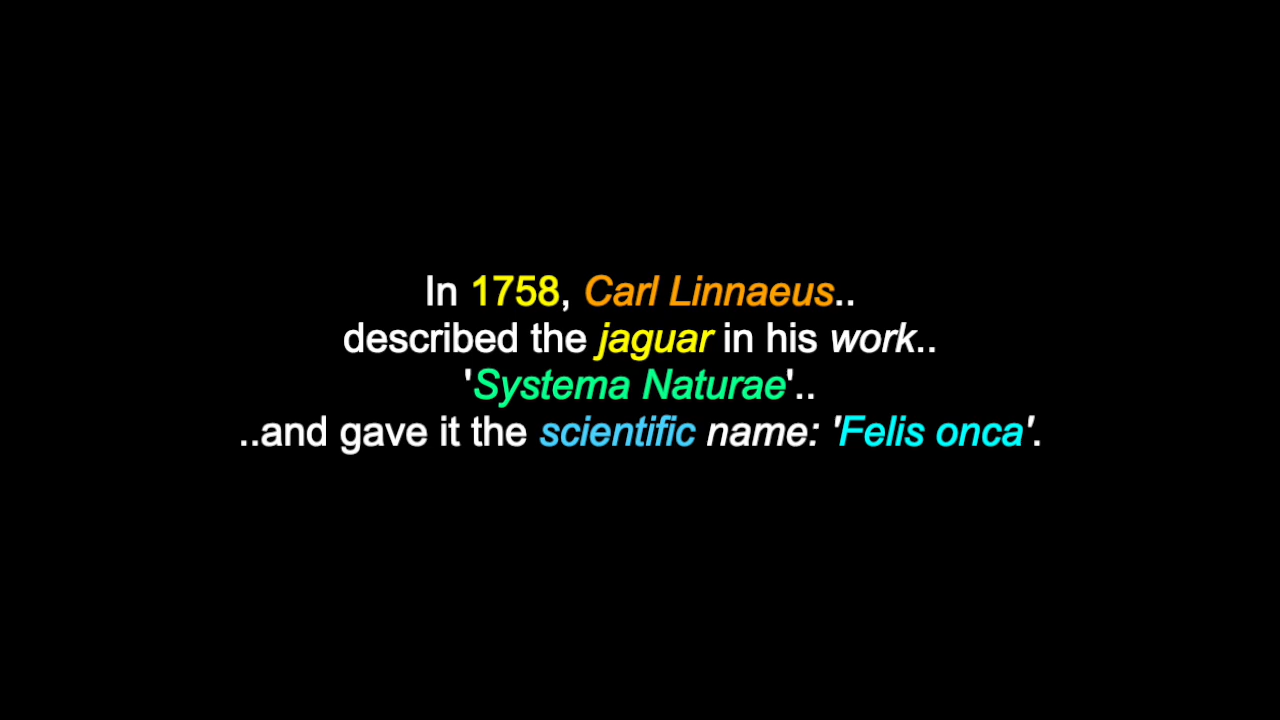 In 1758, Carl Linnaeus..
described the jaguar in his work..
'Systema Naturae'..
..and gave it the scientific name: 'Felis onca'.